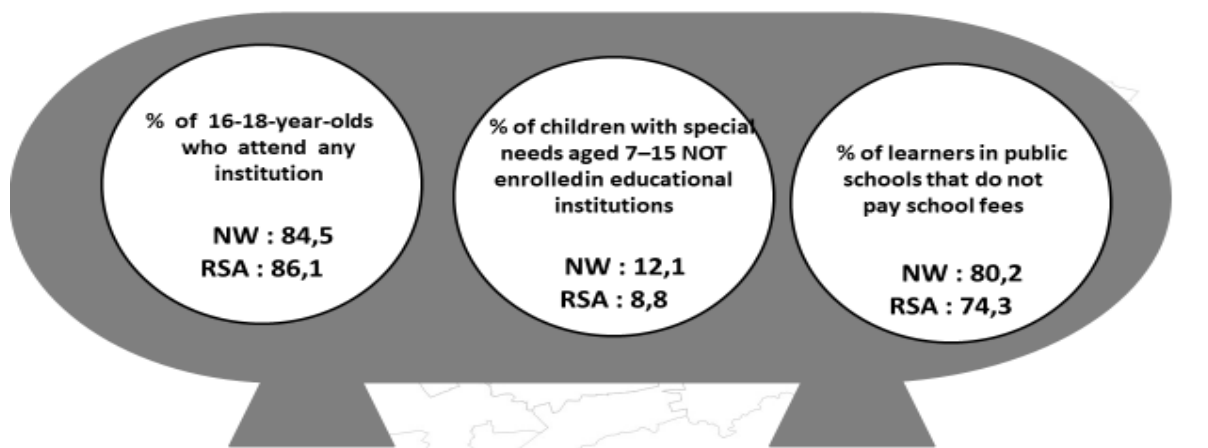 % of 16-18-year-olds
who attend any
institution
NW : 84,5
RSA : 86,1
% of children with special
needs aged 7–15 NOT
enrolledin educational
institutions
NW : 12,1
RSA : 8,8
% of learners in public
schools that do not
pay school fees
NW : 80,2
RSA : 74,3